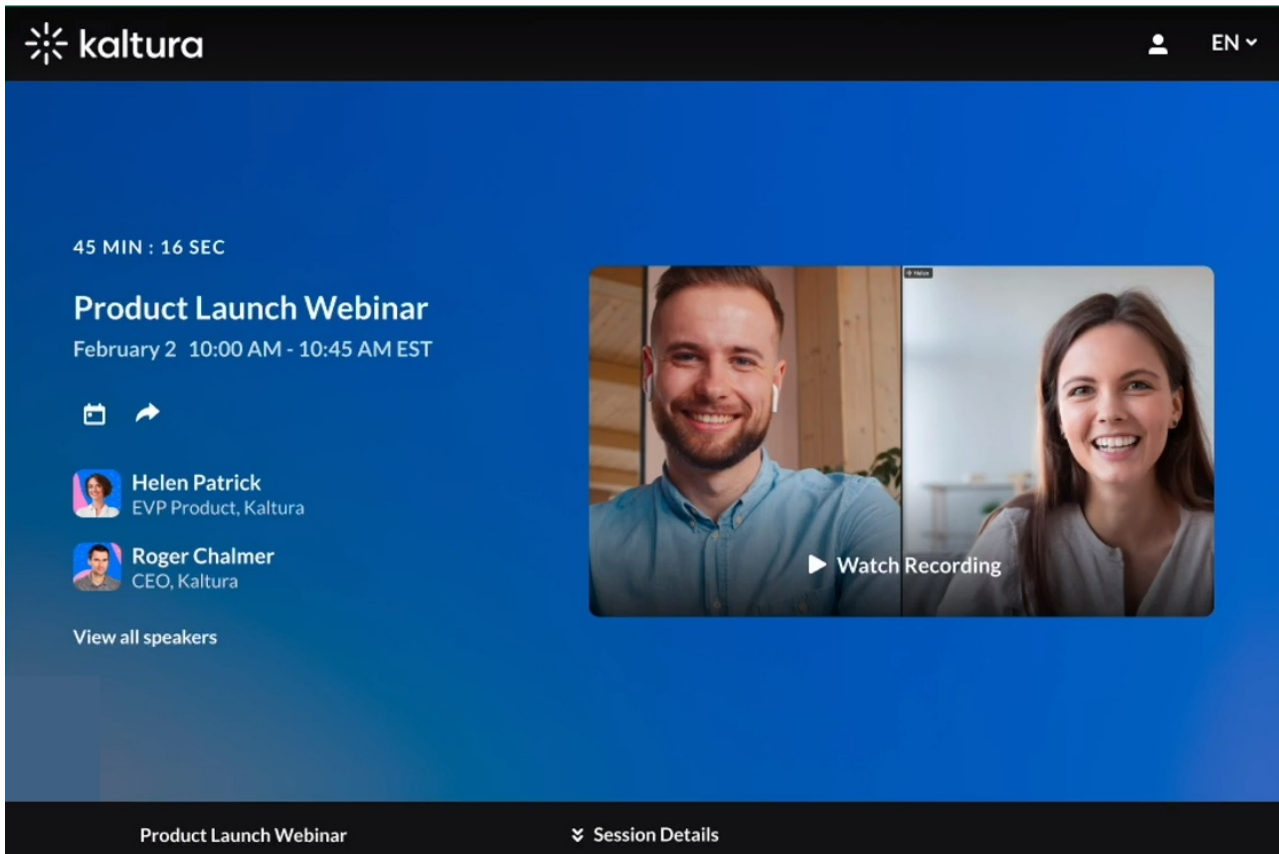 kaltura
EN
45 MIN : 16 SEC
Product Launch Webinar
February 2 10:00 AM - 10:45 AM EST
Helen Patrick
EVP Product, Kaltura
Roger Chalmer
CEO, Kaltura
View all speakers
Helen
Watch Recording
Product Launch Webinar
Session Details